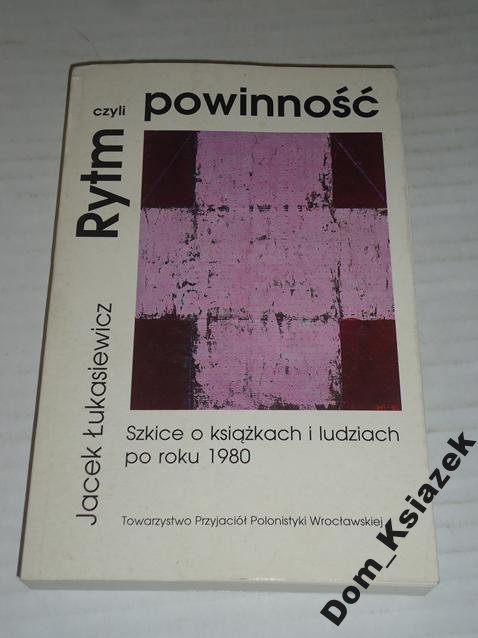 Rytm
czyli
powinność
Jacek Łukasiewicz
Szkice o książkach i ludziach
po roku 1980
Towarzystwo Przyjaciół Polonistyki Wrocławskiej
Dom_Ksiazek